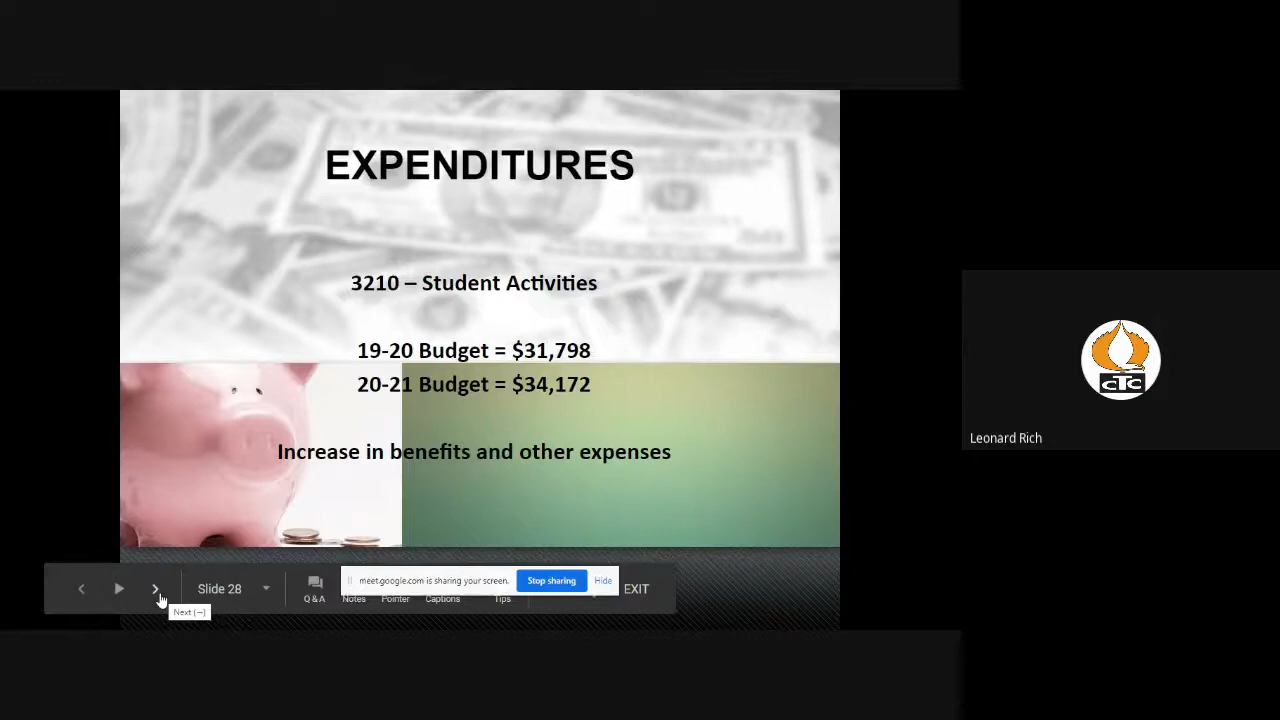 EXPENDITURES
3210 – Student Activities
19-20 Budget = $31,798
20-21 Budget = $34,172
Increase in benefits and other expenses
CTC
Leonard Rich
meet.google.com is sharing your screen.
Stop sharing
Hide
Slide 28
EXIT
Q & A
Notes
Pointer
Captions
Tips
Next (→)